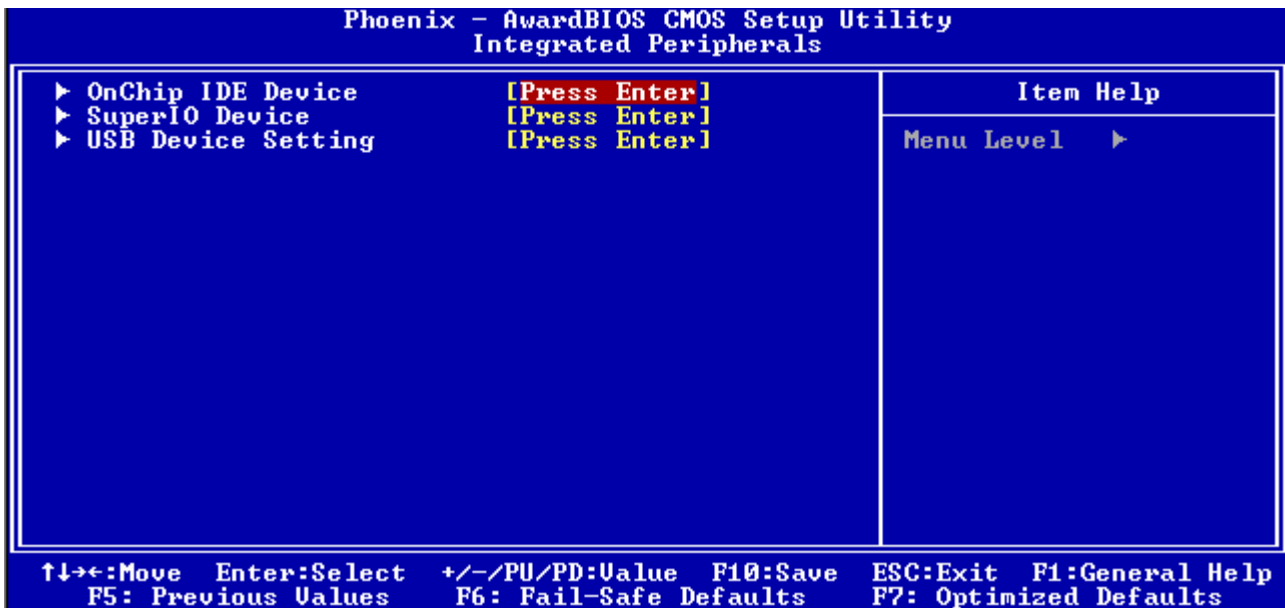 Phoenix - AwardBIOS CMOS Setup Utility
Integrated Peripherals
► OnChip IDE Device [Press Enter]
► SuperIO Device [Press Enter]
► USB Device Setting [Press Enter]
Item Help
Menu Level ►
↑↓→←:Move Enter:Select +/-/PU/PD:Value F10:Save ESC:Exit F1:General Help
F5: Previous Values F6: Fail-Safe Defaults F7: Optimized Defaults